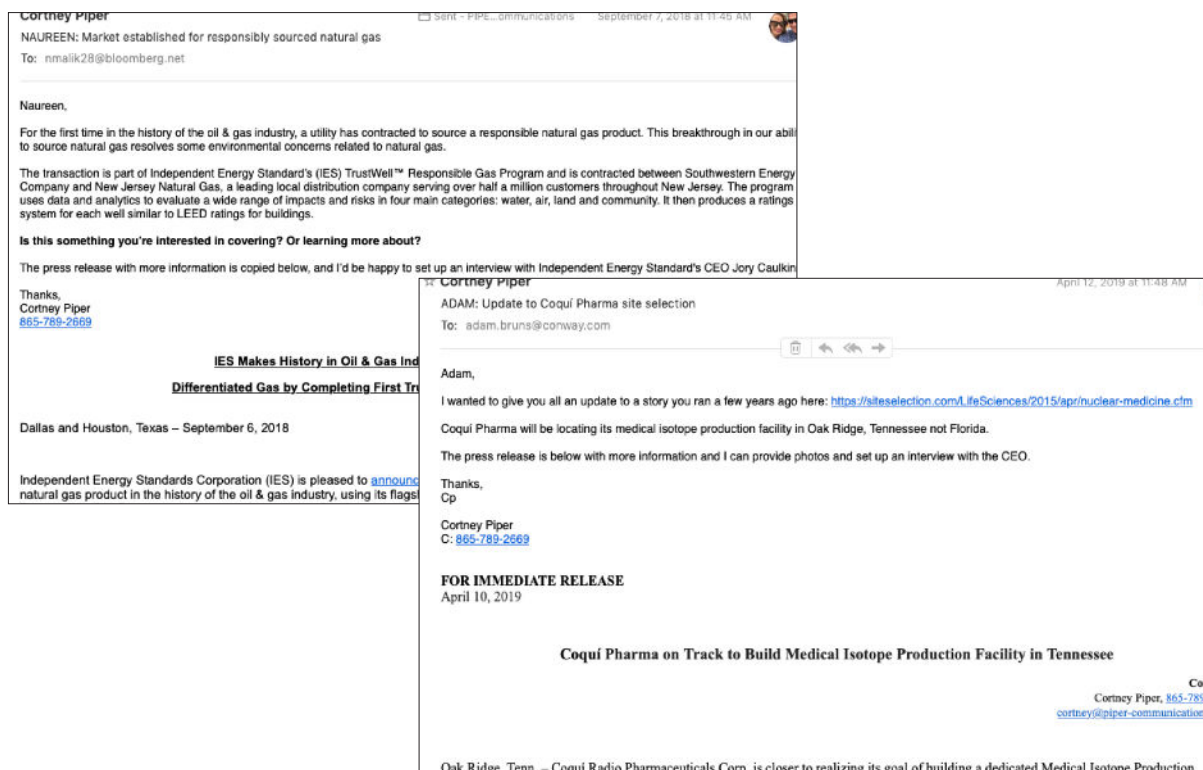 Cortney Piper
Sent - PIPE...ommunications September 7, 2018 at 11:45 AM
NAUREEN: Market established for responsibly sourced natural gas
To: nmalik28@bloomberg.net
Naureen,
For the first time in the history of the oil & gas industry, a utility has contracted to source a responsible natural gas product. This breakthrough in our abili
to source natural gas resolves some environmental concerns related to natural gas.
The transaction is part of Independent Energy Standard's (IES) TrustWell™ Responsible Gas Program and is contracted between Southwestern Energy
Company and New Jersey Natural Gas, a leading local distribution company serving over half a million customers throughout New Jersey. The program
uses data and analytics to evaluate a wide range of impacts and risks in four main categories: water, air, land and community. It then produces a ratings
system for each well similar to LEED ratings for buildings.
Is this something you're interested in covering? Or learning more about?
The press release with more information is copied below, and I'd be happy to set up an interview with Independent Energy Standard's CEO Jory Caulkin
Thanks,
Cortney Piper
865-789-2669
IES Makes History in Oil & Gas Ind
Differentiated Gas by Completing First Tru
Dallas and Houston, Texas – September 6, 2018
Independent Energy Standards Corporation (IES) is pleased to announc
natural gas product in the history of the oil & gas industry, using its flags
Cortney Piper
April 12, 2019 at 11:48 AM
ADAM: Update to Coquí Pharma site selection
To: adam.bruns@conway.com
Adam,
I wanted to give you all an update to a story you ran a few years ago here: https://siteselection.com/LifeSciences/2015/apr/nuclear-medicine.cfm
Coquí Pharma will be locating its medical isotope production facility in Oak Ridge, Tennessee not Florida.
The press release is below with more information and I can provide photos and set up an interview with the CEO.
Thanks,
Cp
Cortney Piper
C: 865-789-2669
FOR IMMEDIATE RELEASE
April 10, 2019
Coquí Pharma on Track to Build Medical Isotope Production Facility in Tennessee
Co
Cortney Piper, 865-789
cortney@piper-communication
Oak Ridge, Tenn. – Coquí Radio Pharmaceuticals Corp. is closer to realizing its goal of building a dedicated Medical Isotope Production